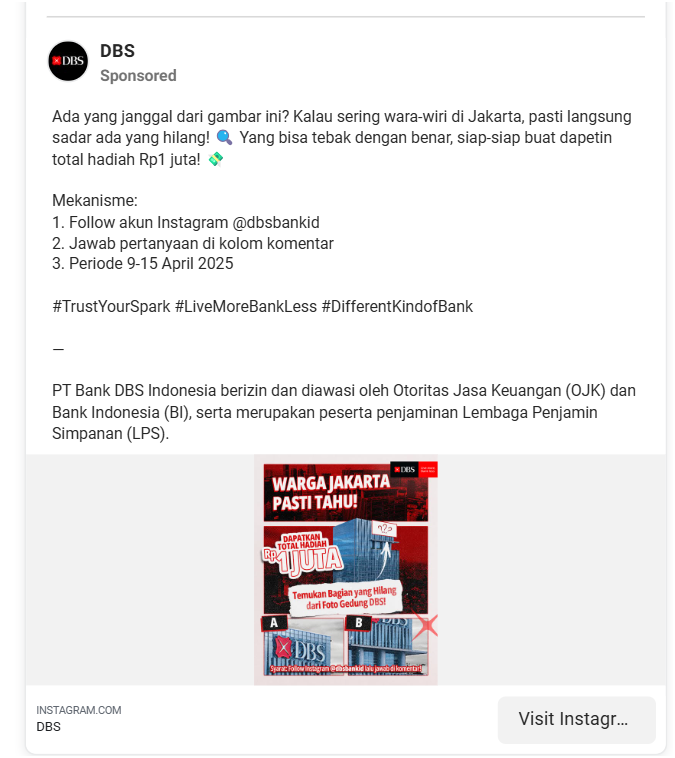 DBS
DBS
Sponsored
Ada yang janggal dari gambar ini? Kalau sering wara-wiri di Jakarta, pasti langsung
sadar ada yang hilang! 🔍 Yang bisa tebak dengan benar, siap-siap buat dapetin
total hadiah Rp1 juta! 💸
Mekanisme:
1. Follow akun Instagram @dbsbankid
2. Jawab pertanyaan di kolom komentar
3. Periode 9-15 April 2025
#TrustYourSpark #LiveMoreBankLess #DifferentKindofBank
—
PT Bank DBS Indonesia berizin dan diawasi oleh Otoritas Jasa Keuangan (OJK) dan
Bank Indonesia (BI), serta merupakan peserta penjaminan Lembaga Penjamin
Simpanan (LPS).
DBS
WARGA JAKARTA
PASTI TAHU!
???
DAPATKAN
TOTAL HADIAH
RP 1 JUTA
Temukan Bagian yang Hilang
dari Foto Gedung DBS!
A
B
DBS
DBS
Syarat: Follow Instagram @dbsbankid lalu jawab di komentar!
INSTAGRAM.COM
DBS
Visit Instagr...